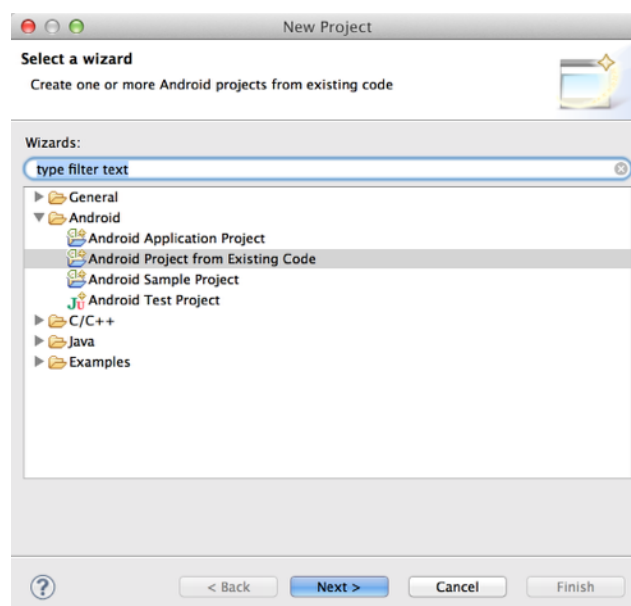 New Project
Select a wizard
Create one or more Android projects from existing code
Wizards:
type filter text
General
Android
Android Application Project
Android Project from Existing Code
Android Sample Project
Android Test Project
C/C++
Java
Examples
? < Back Next > Cancel Finish